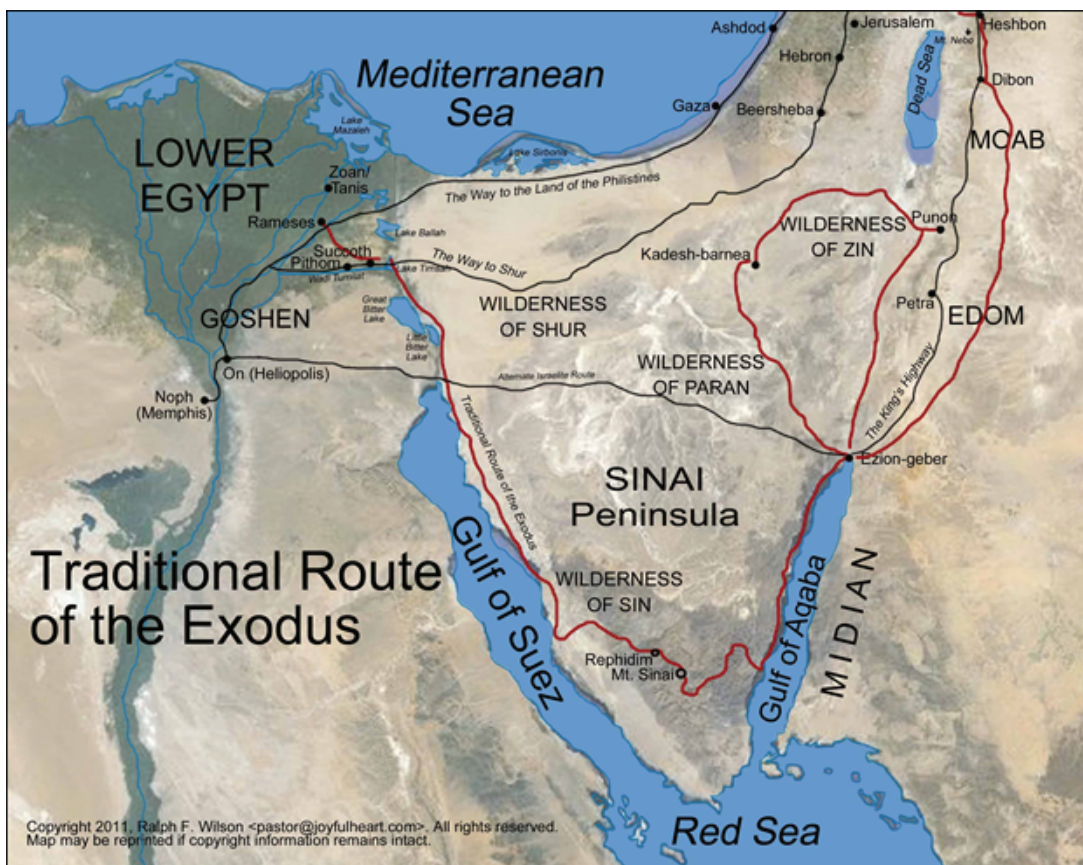 Ashdod
Jerusalem
Mt. Nebo
Heshbon
Mediterranean
Sea
Hebron
Dead Sea
Dibon
Gaza
Beersheba
Lake
Mazaleh
LOWER
EGYPT
Lake Sirbonis
MOAB
Zoan/
Tanis
The Way to the Land of the Philistines
Rameses
Lake Ballah
WILDERNESS
OF ZIN
Punon
Succoth
Pithom
Wadi Tumilat
Lake Timsah
The Way to Shur
Kadesh-barnea
Great
Bitter
Lake
WILDERNESS
OF SHUR
Petra
EDOM
GOSHEN
Little
Bitter
Lake
WILDERNESS
OF PARAN
The King's Highway
On (Heliopolis)
Alternate Israelite Route
Noph
(Memphis)
Traditional Route of the Exodus
Ezion-geber
SINAI
Peninsula
Traditional Route
of the Exodus
Gulf of Suez
WILDERNESS
OF SIN
Gulf of Aqaba
MIDIAN
Rephidim
Mt. Sinai
Copyright 2011, Ralph F. Wilson <pastor@joyfulheart.com>. All rights reserved.
Map may be reprinted if copyright information remains intact.
Red Sea